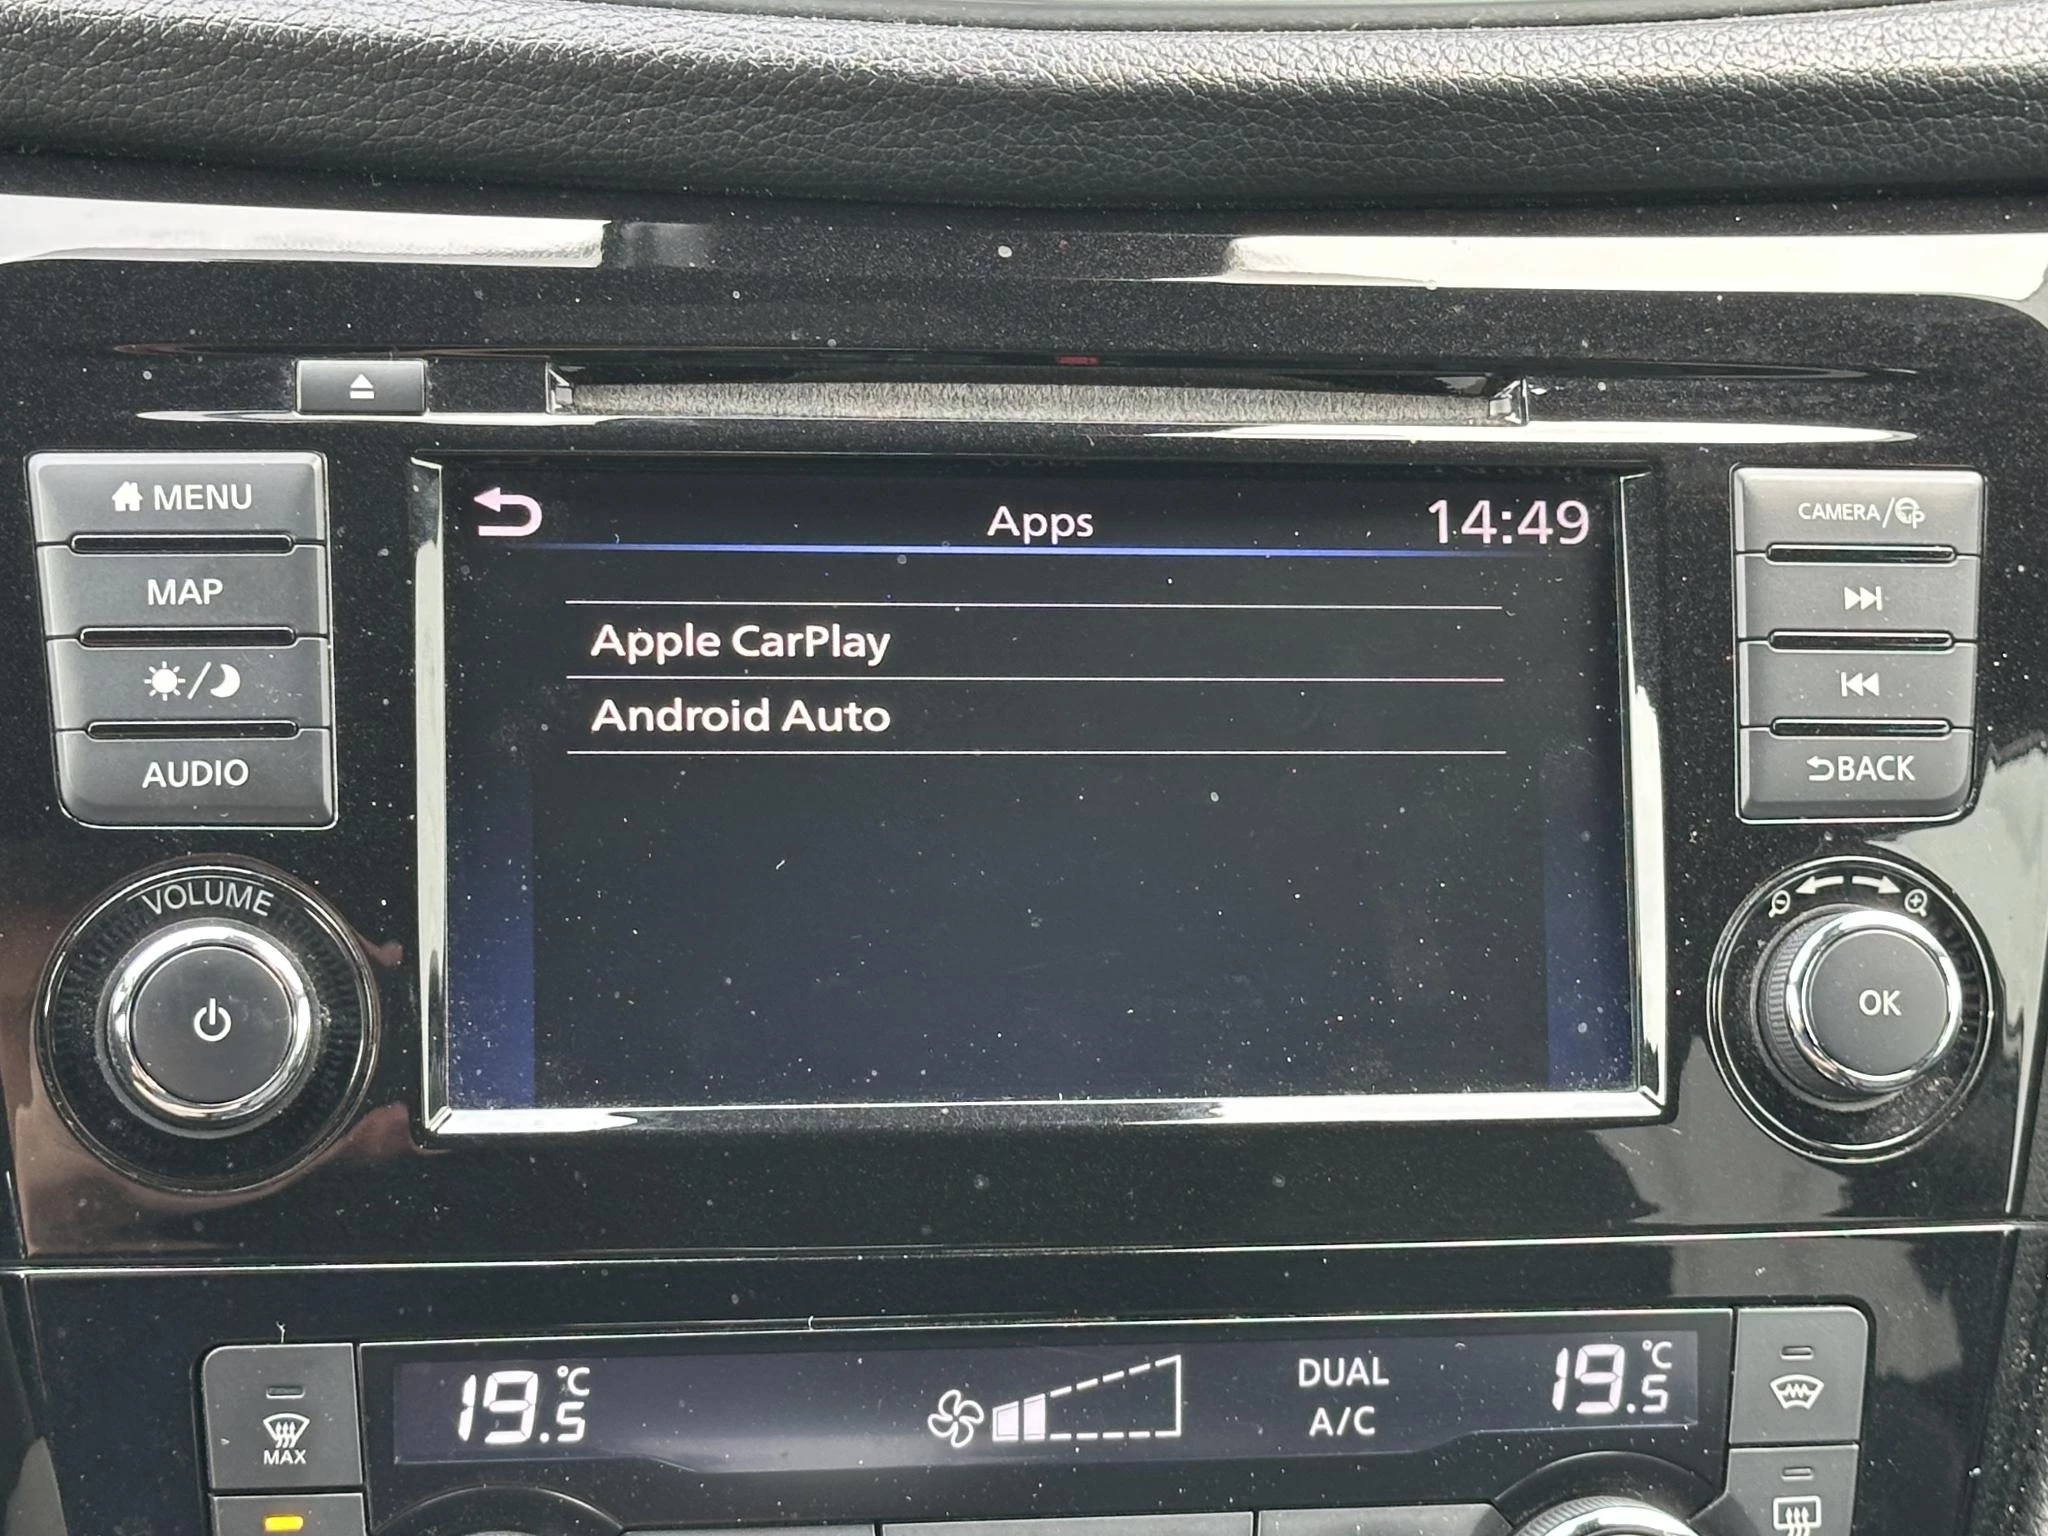 MENU
MAP
AUDIO
VOLUME
Apps
14:49
Apple CarPlay
Android Auto
CAMERA/
BACK
OK
MAX
19.5 °C
DUAL
A/C
19.5 °C